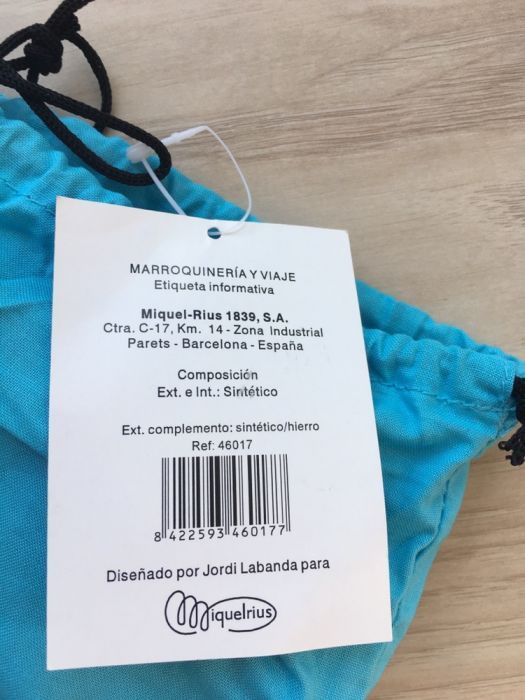 MARROQUINERÍA Y VIAJE
Etiqueta informativa
Miquel-Rius 1839, S.A.
Ctra. C-17, Km. 14 - Zona Industrial
Parets - Barcelona - España
Composición
Ext. e Int.: Sintético
Ext. complemento: sintético/hierro
Ref: 46017
8 422593 460177
Diseñado por Jordi Labanda para
Miquelrius